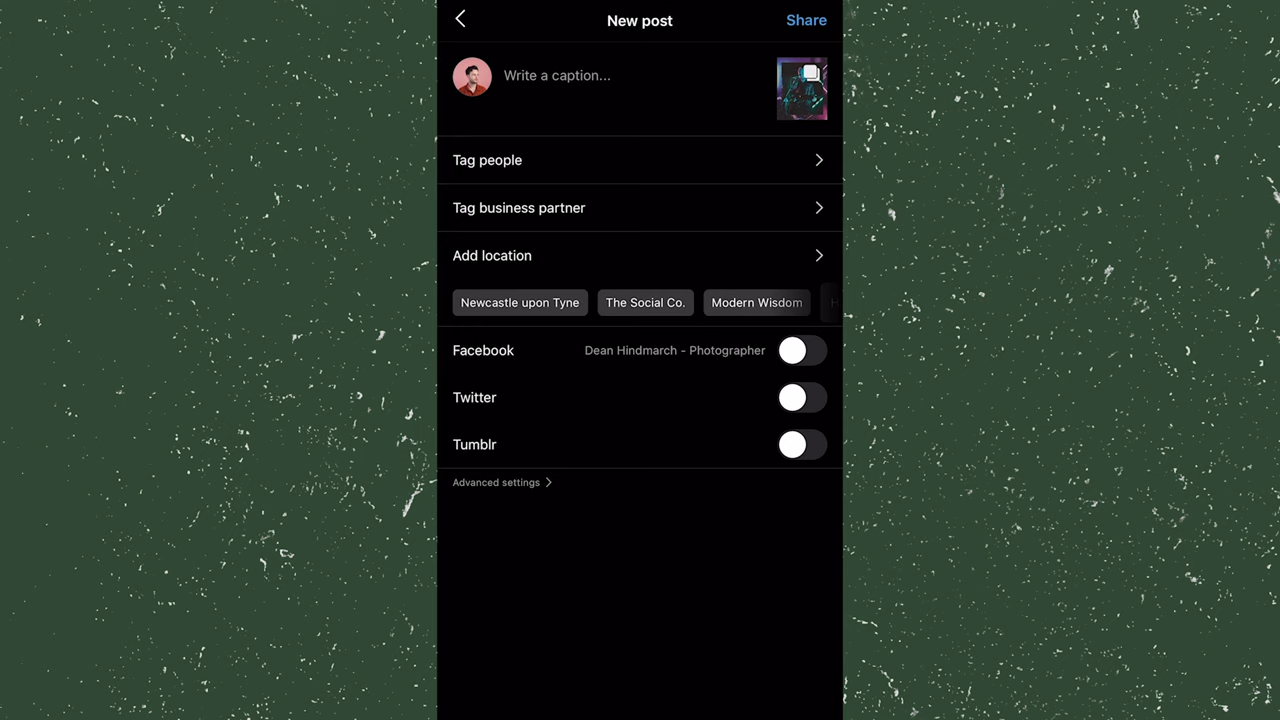 New post
Share
Write a caption...
Tag people
Tag business partner
Add location
Newcastle upon Tyne
The Social Co.
Modern Wisdom
H
Facebook
Dean Hindmarch - Photographer
Twitter
Tumblr
Advanced settings